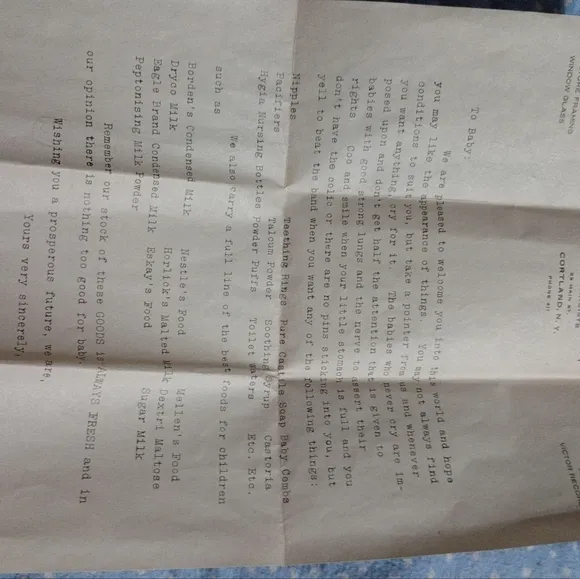 WINDOW GLASS
VICTOR
MAIN ST.
CORTLAND, N. Y.
PHONE
To Baby:
We are pleased to welcome you into this world and hope
you may like the appearance of things. You may not always find
conditions to suit you, but take a pointer from us and whenever
you want anything, cry for it. The babies who never cry are im-
posed upon and don't get half the attention that is given to
babies with good strong lungs and the nerve to assert their
rights. Coo and smile when your little stomach is full and you
don't have the colic or there are no pins sticking into you, but
yell to beat the band when you want any of the following things:
Nipples Teething Rings Pure Castile Soap Baby Combs
Pacifiers Talcum Powder Soothing Syrup Castoria
Hygia Nursing Bottles Powder Puffs Toilet Waters Etc. Etc.
We also carry a full line of the best foods for children
such as
Borden's Condensed Milk Nestle's Food Mellen's Food
Dryco Milk Horlick's Malted Milk Dextri Maltose
Eagle Brand Condensed Milk Eskay's Food Sugar Milk
Peptonising Milk Powder
Remember our stock of these GOODS is ALWAYS FRESH and in
our opinion there is nothing too good for baby.
Wishing you a prosperous future, we are,
Yours very sincerely,